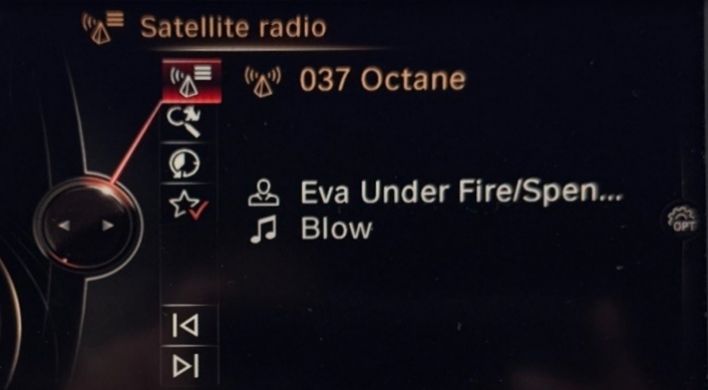 Satellite radio
037 Octane
Eva Under Fire/Spen...
Blow
OPT